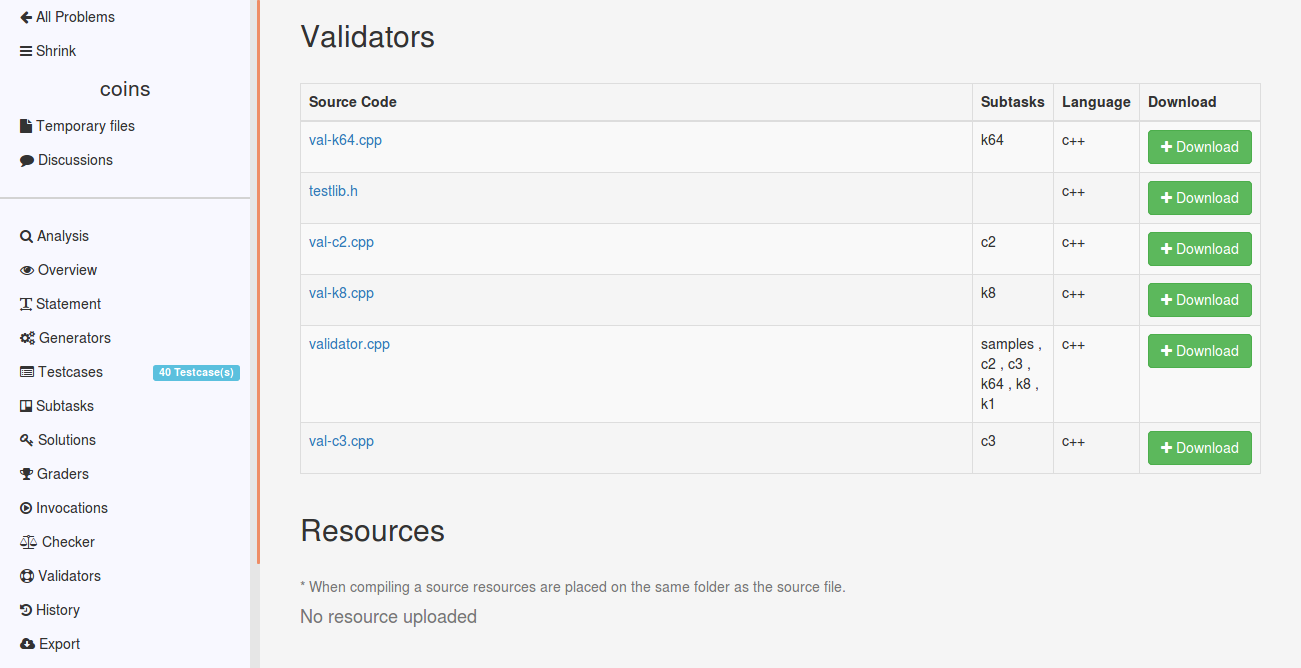 All Problems
Shrink
coins
Temporary files
Discussions
Analysis
Overview
Statement
Generators
Testcases 40 Testcase(s)
Subtasks
Solutions
Graders
Invocations
Checker
Validators
History
Export
Validators
Source Code Subtasks Language Download
val-k64.cpp k64 c++ Download
testlib.h c++ Download
val-c2.cpp c2 c++ Download
val-k8.cpp k8 c++ Download
validator.cpp samples , c++ Download
c2 , c3 ,
k64 , k8 ,
k1
val-c3.cpp c3 c++ Download
Resources
* When compiling a source resources are placed on the same folder as the source file.
No resource uploaded